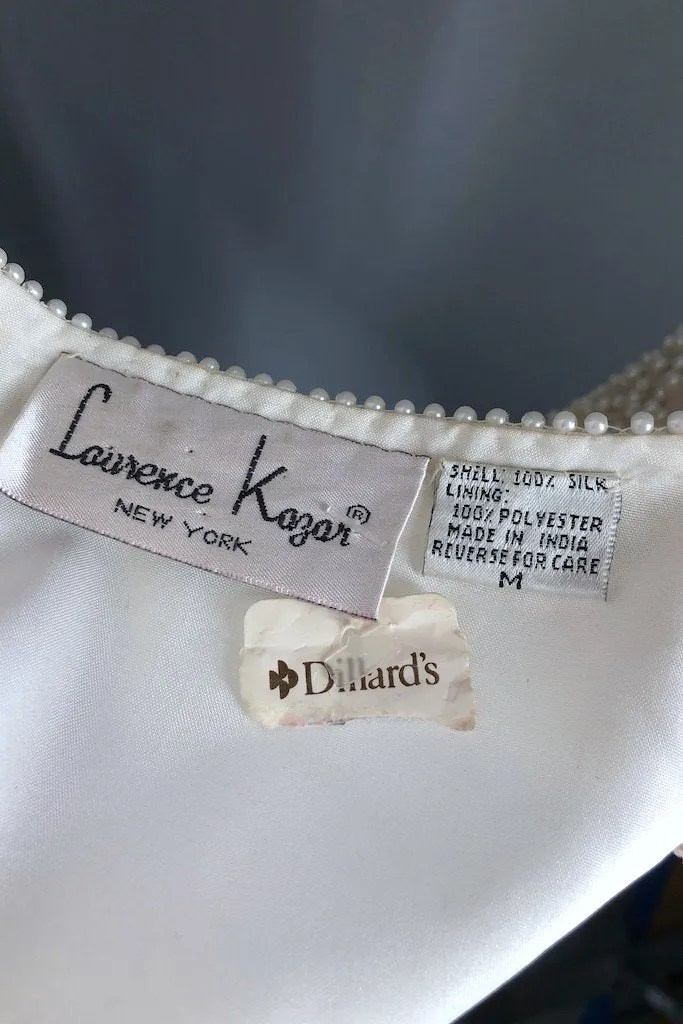 Lawrence Kazar®
NEW YORK
SHELL: 100% SILK
LINING:
100% POLYESTER
MADE IN INDIA
REVERSE FOR CARE
M
Dillard's